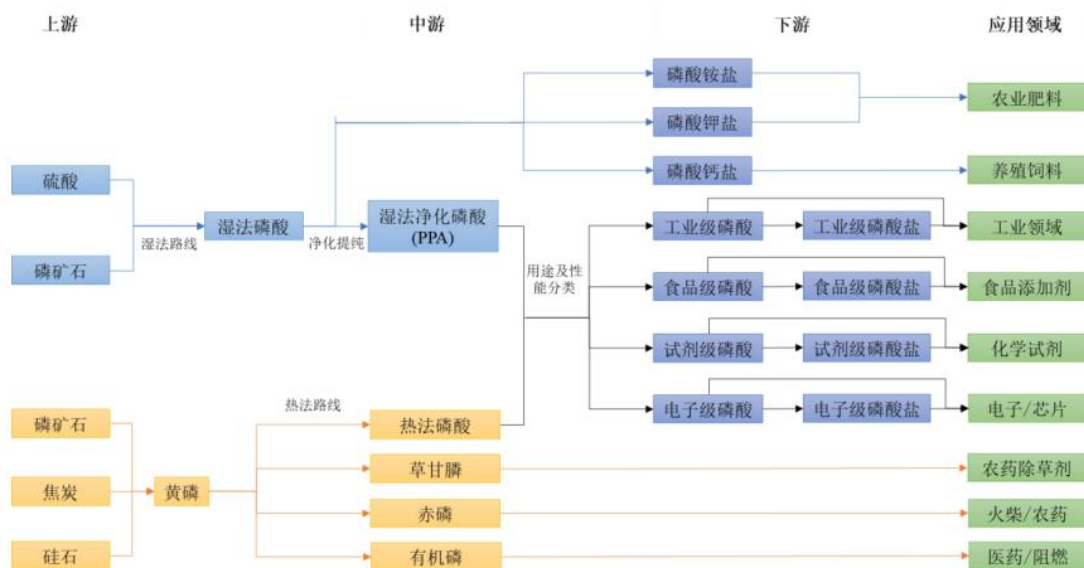 上游
中游
下游
应用领域
磷酸铵盐
农业肥料
磷酸钾盐
硫酸
磷酸钙盐
养殖饲料
湿法磷酸
湿法净化磷酸
(PPA)
工业级磷酸
工业级磷酸盐
工业领域
湿法路线
净化提纯
磷矿石
用途及性
能分类
食品级磷酸
食品级磷酸盐
食品添加剂
试剂级磷酸
试剂级磷酸盐
化学试剂
热法路线
电子级磷酸
电子级磷酸盐
电子/芯片
磷矿石
热法磷酸
草甘膦
农药除草剂
焦炭
黄磷
赤磷
火柴/农药
硅石
有机磷
医药/阻燃